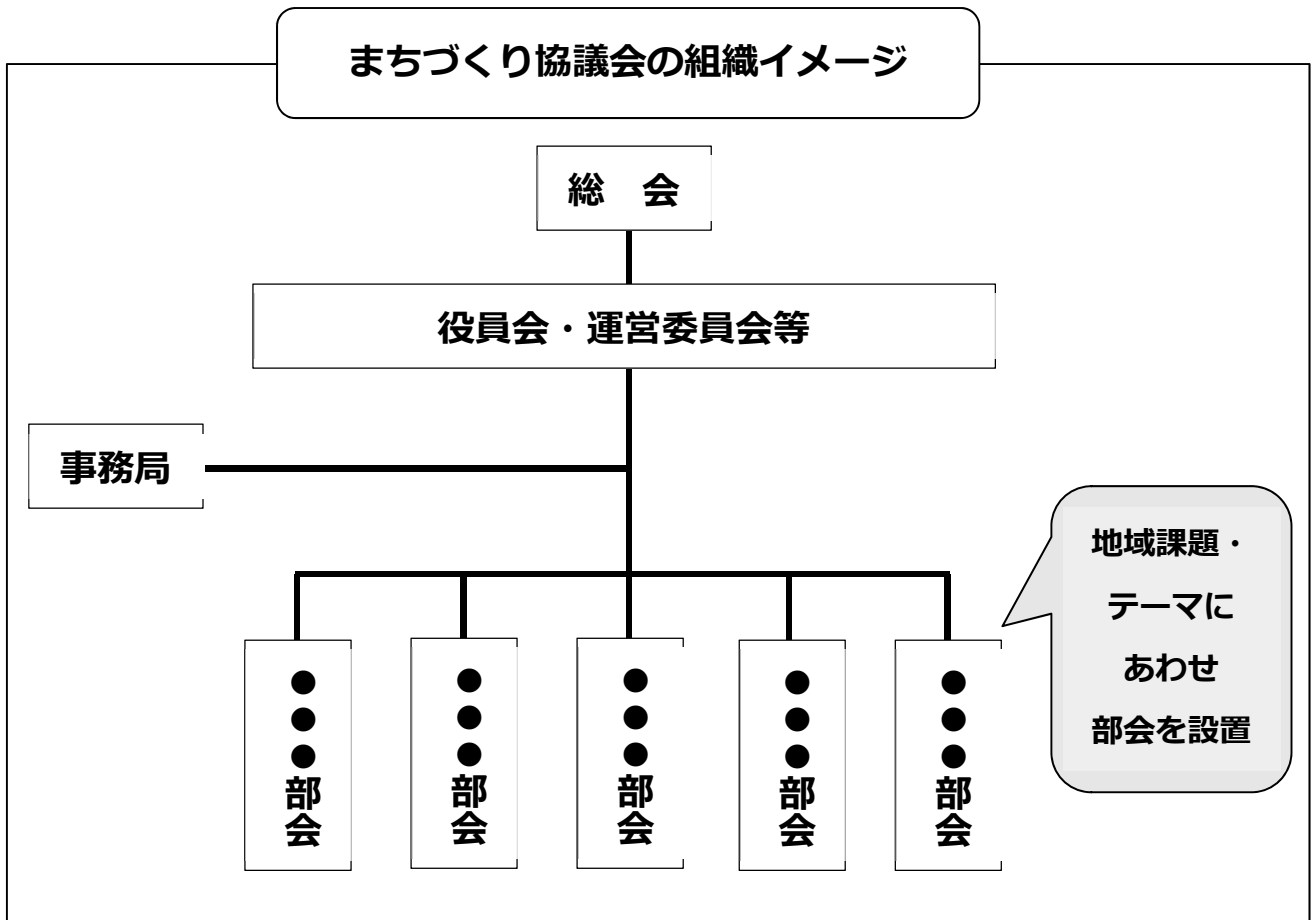 まちづくり協議会の組織イメージ
総　会
役員会・運営委員会等
事務局
地域課題・
テーマに
あわせ
部会を設置
●●●部会
●●●部会
●●●部会
●●●部会
●●●部会